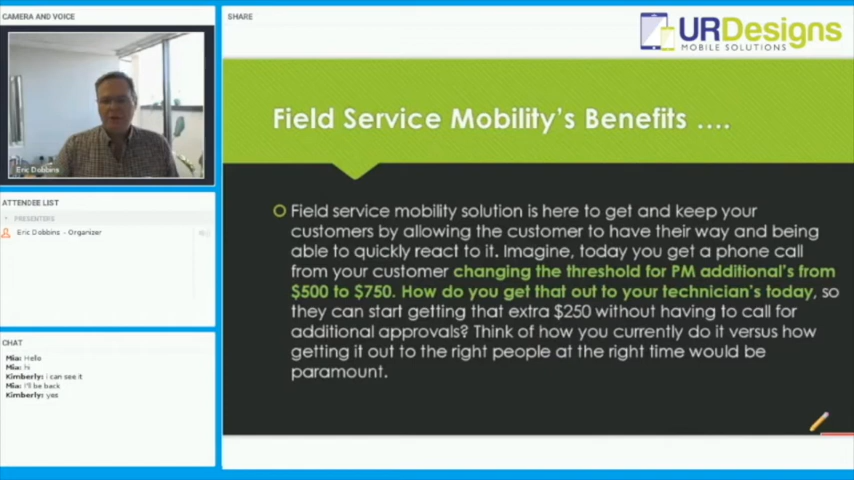 CAMERA AND VOICE
Eric Dobbins
ATTENDEE LIST
PRESENTERS
Eric Dobbins - Organizer
CHAT
Mia: Hello
Mia: hi
Kimberly: i can see it
Mia: I'll be back
Kimberly: yes
SHARE
URDesigns
MOBILE SOLUTIONS
Field Service Mobility's Benefits ....
Field service mobility solution is here to get and keep your
customers by allowing the customer to have their way and being
able to quickly react to it. Imagine, today you get a phone call
from your customer changing the threshold for PM additional's from
$500 to $750. How do you get that out to your technician's today, so
they can start getting that extra $250 without having to call for
additional approvals? Think of how you currently do it versus how
getting it out to the right people at the right time would be
paramount.